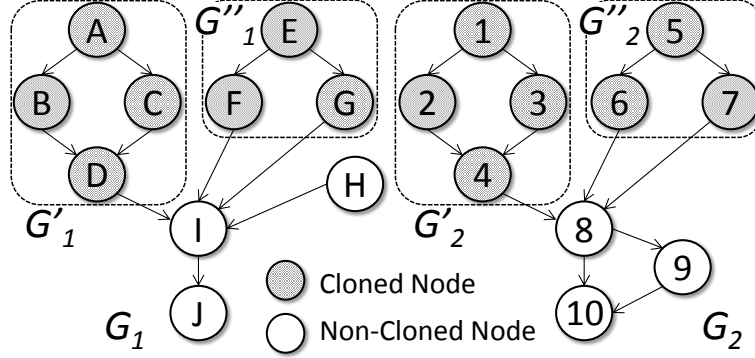 A G''1 E 1 G''2 5
B C F G 2 3 6 7
D H 4
G'1 I G'2 8
9
Cloned Node
J 10
G1 Non-Cloned Node G2